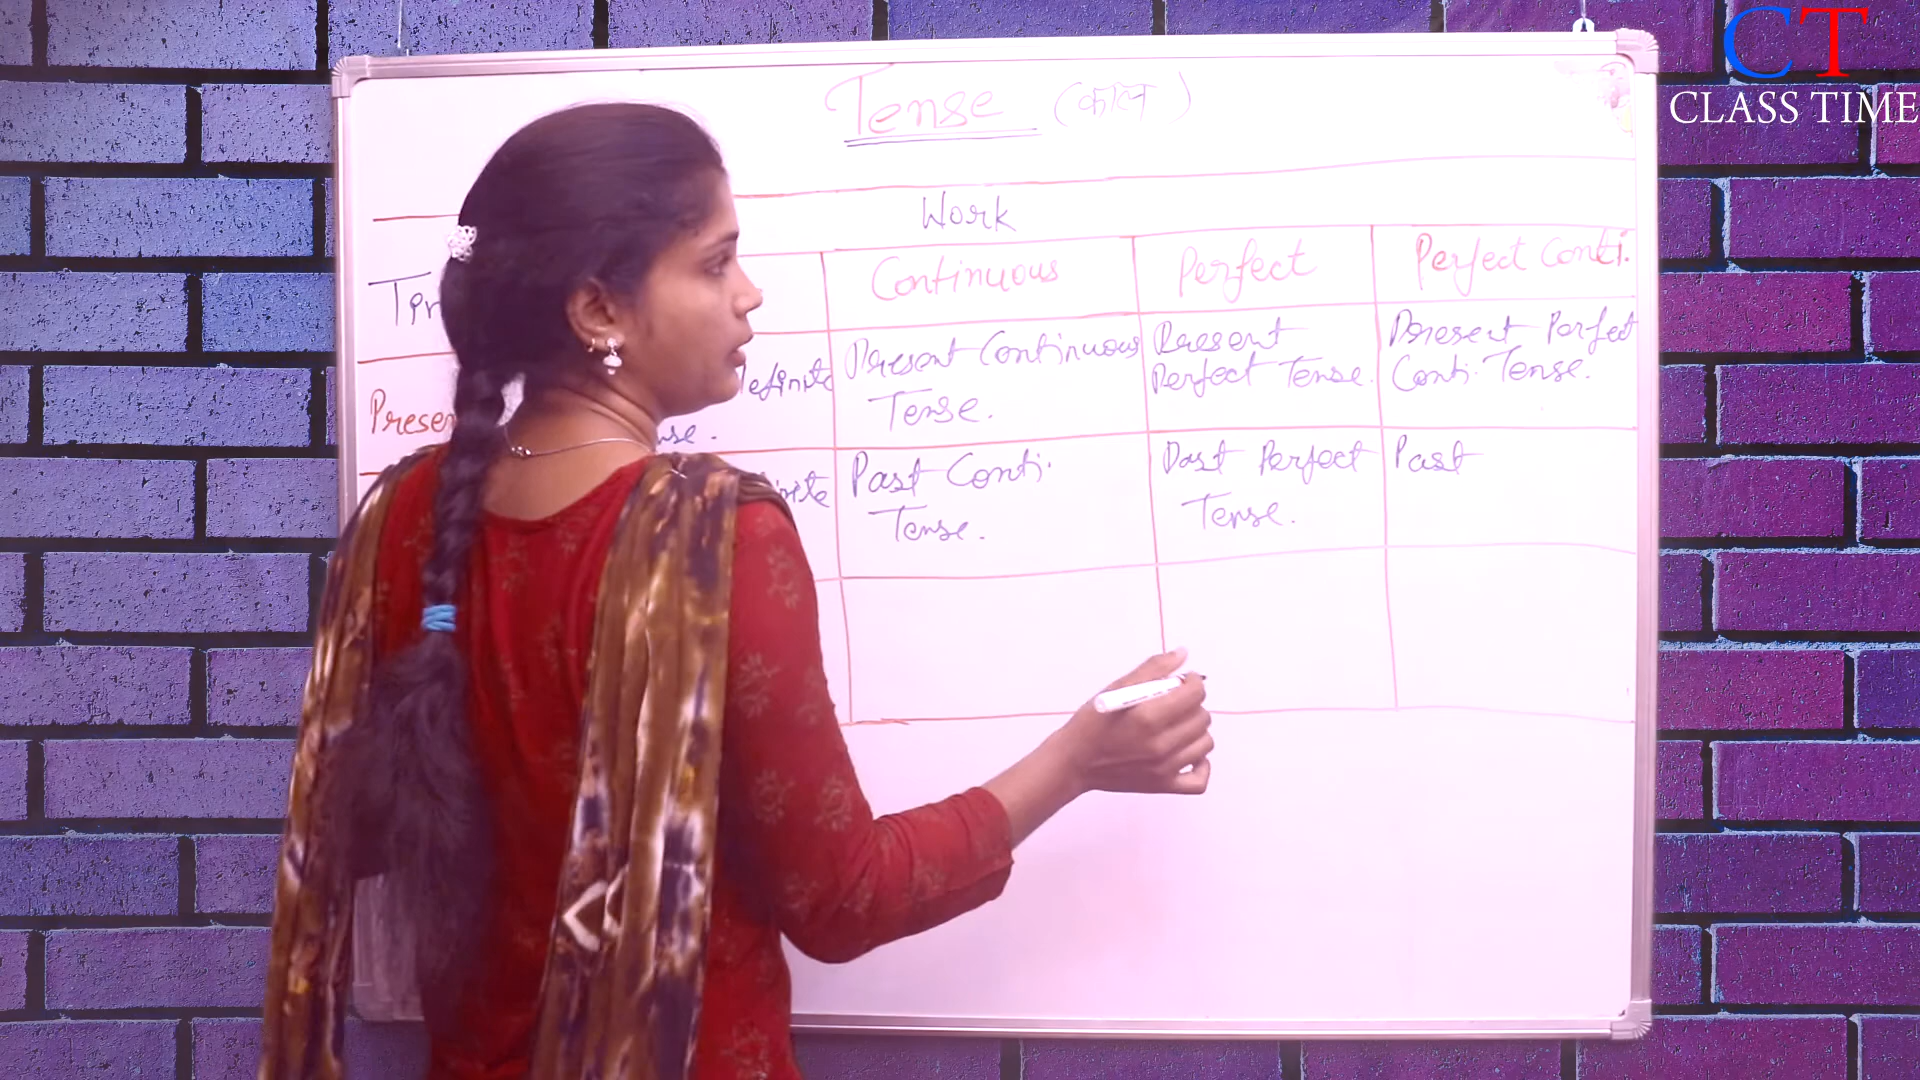 CT
CLASS TIME
Tense (काल)
Work
Continuous Perfect Perfect Conti.
Present Continuous
Tense.
Present
Perfect Tense.
Present Perfect
Conti. Tense.
Past Conti.
Tense.
Past Perfect
Tense.
Past